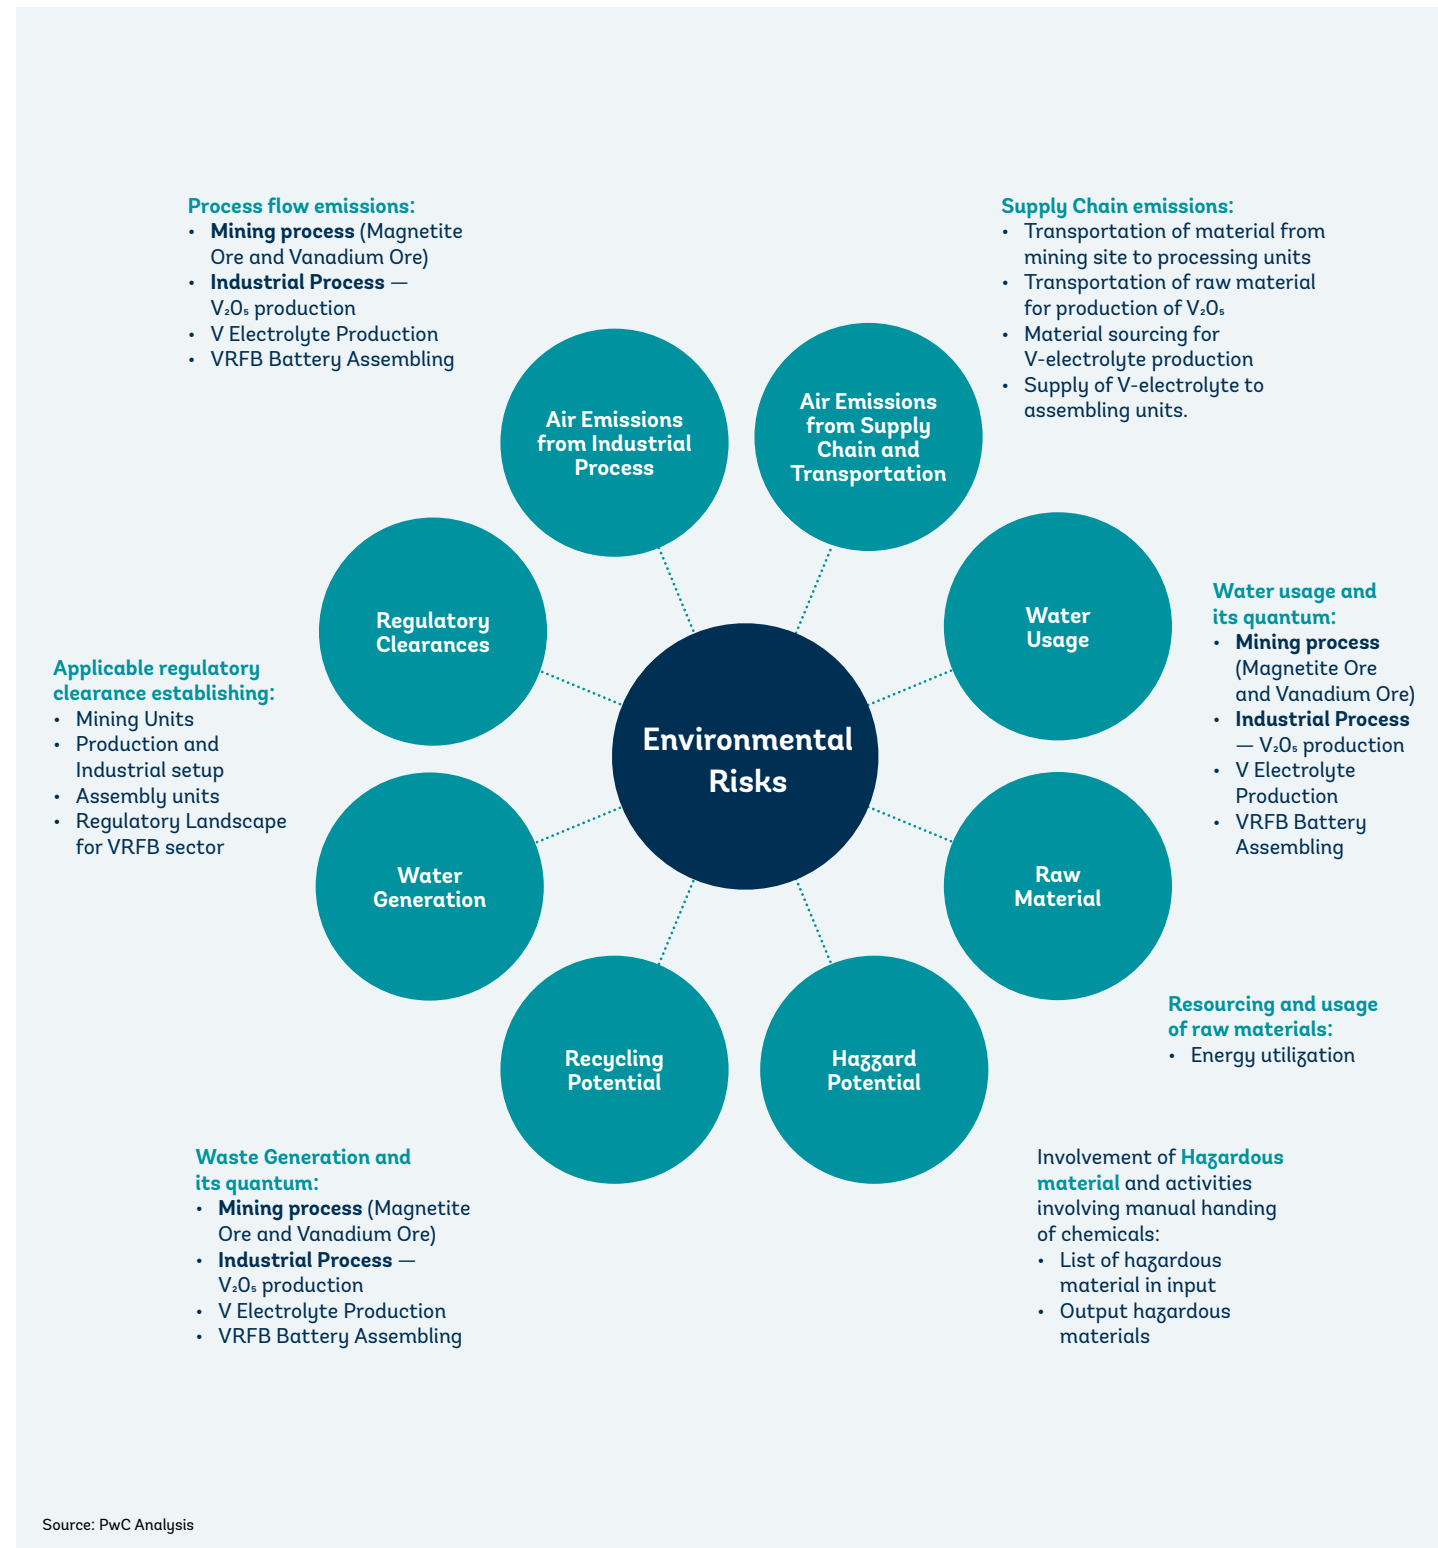 Process flow emissions:
• Mining process (Magnetite
Ore and Vanadium Ore)
• Industrial Process —
V₂O₅ production
• V Electrolyte Production
• VRFB Battery Assembling
Supply Chain emissions:
• Transportation of material from
mining site to processing units
• Transportation of raw material
for production of V₂O₅
• Material sourcing for
V-electrolyte production
• Supply of V-electrolyte to
assembling units.
Air Emissions
from Industrial
Process
Air Emissions
from Supply
Chain and
Transportation
Regulatory
Clearances
Water
Usage
Water usage and
its quantum:
• Mining process
(Magnetite Ore
and Vanadium Ore)
• Industrial Process
— V₂O₅ production
• V Electrolyte
Production
• VRFB Battery
Assembling
Applicable regulatory
clearance establishing:
• Mining Units
• Production and
Industrial setup
• Assembly units
• Regulatory Landscape
for VRFB sector
Environmental
Risks
Water
Generation
Raw
Material
Resourcing and usage
of raw materials:
• Energy utilization
Recycling
Potential
Hazzard
Potential
Waste Generation and
its quantum:
• Mining process (Magnetite
Ore and Vanadium Ore)
• Industrial Process —
V₂O₅ production
• V Electrolyte Production
• VRFB Battery Assembling
Involvement of Hazardous
material and activities
involving manual handing
of chemicals:
• List of hazardous
material in input
• Output hazardous
materials
Source: PwC Analysis